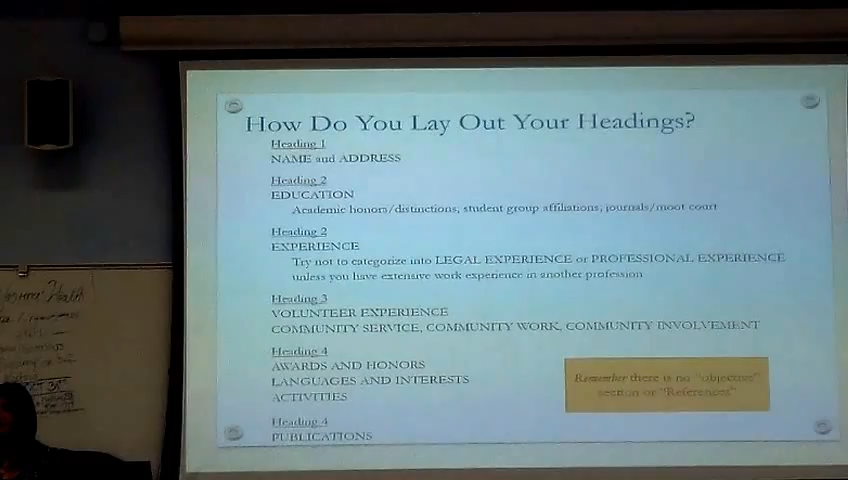 How Do You Lay Out Your Headings?
Heading 1
NAME and ADDRESS
Heading 2
EDUCATION
Academic honors/distinctions, student group affiliations, journals/moot court
Heading 2
EXPERIENCE
Try not to categorize into LEGAL EXPERIENCE or PROFESSIONAL EXPERIENCE
unless you have extensive work experience in another profession
Heading 3
VOLUNTEER EXPERIENCE
COMMUNITY SERVICE, COMMUNITY WORK, COMMUNITY INVOLVEMENT
Heading 4
AWARDS AND HONORS
LANGUAGES AND INTERESTS
ACTIVITIES
Remember there is no "objective"
section or "References"
Heading 4
PUBLICATIONS
Health